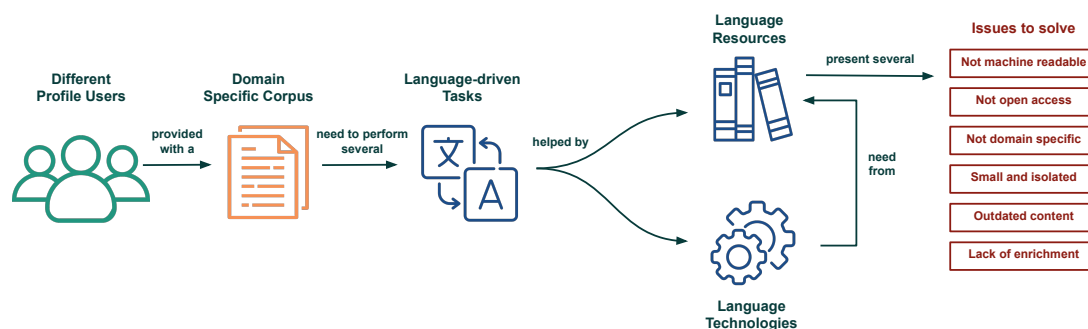 Different
Profile Users
provided
with a
Domain
Specific Corpus
need to perform
several
Language-driven
Tasks
文
A
helped by
Language
Resources
present several
need
from
Language
Technologies
Issues to solve
Not machine readable
Not open access
Not domain specific
Small and isolated
Outdated content
Lack of enrichment